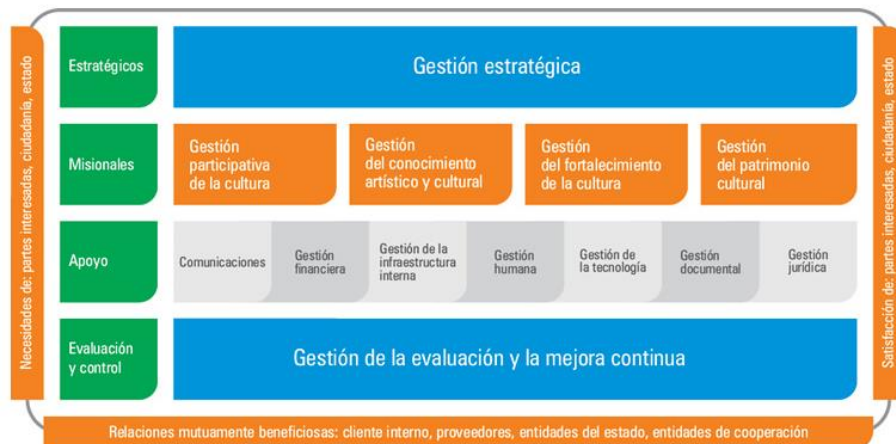 Necesidades de: partes interesadas, ciudadanía, estado
Estratégicos
Gestión estratégica
Misionales
Gestión
participativa
de la cultura
Gestión
del conocimiento
artístico y cultural
Gestión
del fortalecimiento
de la cultura
Gestión
del patrimonio
cultural
Apoyo
Comunicaciones
Gestión
financiera
Gestión de la
infraestructura
interna
Gestión
humana
Gestión de
la tecnología
Gestión
documental
Gestión
jurídica
Evaluación
y control
Gestión de la evaluación y la mejora continua
Satisfacción de: partes interesadas, ciudadanía, estado
Relaciones mutuamente beneficiosas: cliente interno, proveedores, entidades del estado, entidades de cooperación